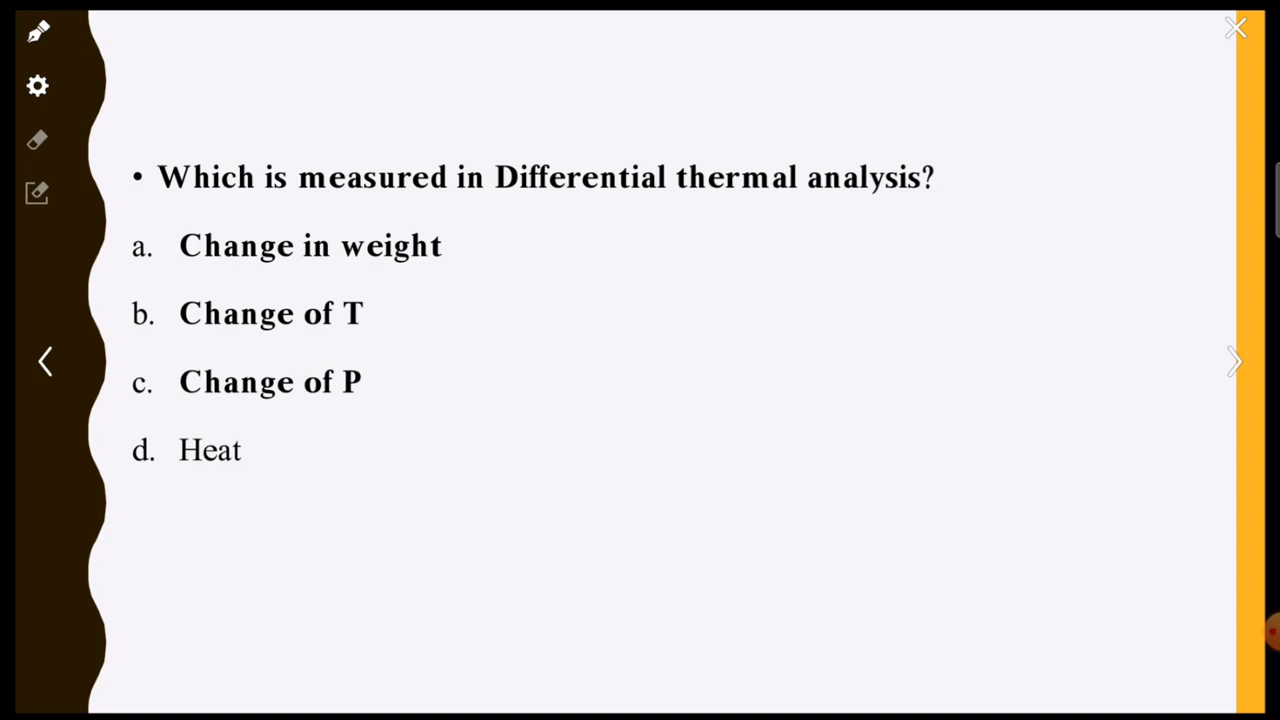 • Which is measured in Differential thermal analysis?
a. Change in weight
b. Change of T
c. Change of P
d. Heat